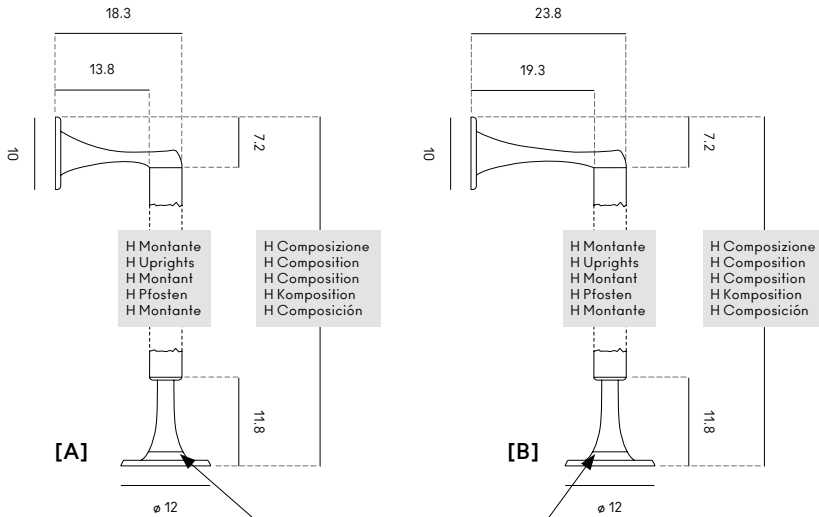 18.3
23.8
13.8
19.3
10
7.2
10
7.2
H Montante
H Uprights
H Montant
H Pfosten
H Montante
H Composizione
H Composition
H Composition
H Komposition
H Composición
H Montante
H Uprights
H Montant
H Pfosten
H Montante
H Composizione
H Composition
H Composition
H Komposition
H Composición
11.8
11.8
[A]
[B]
ø 12
ø 12